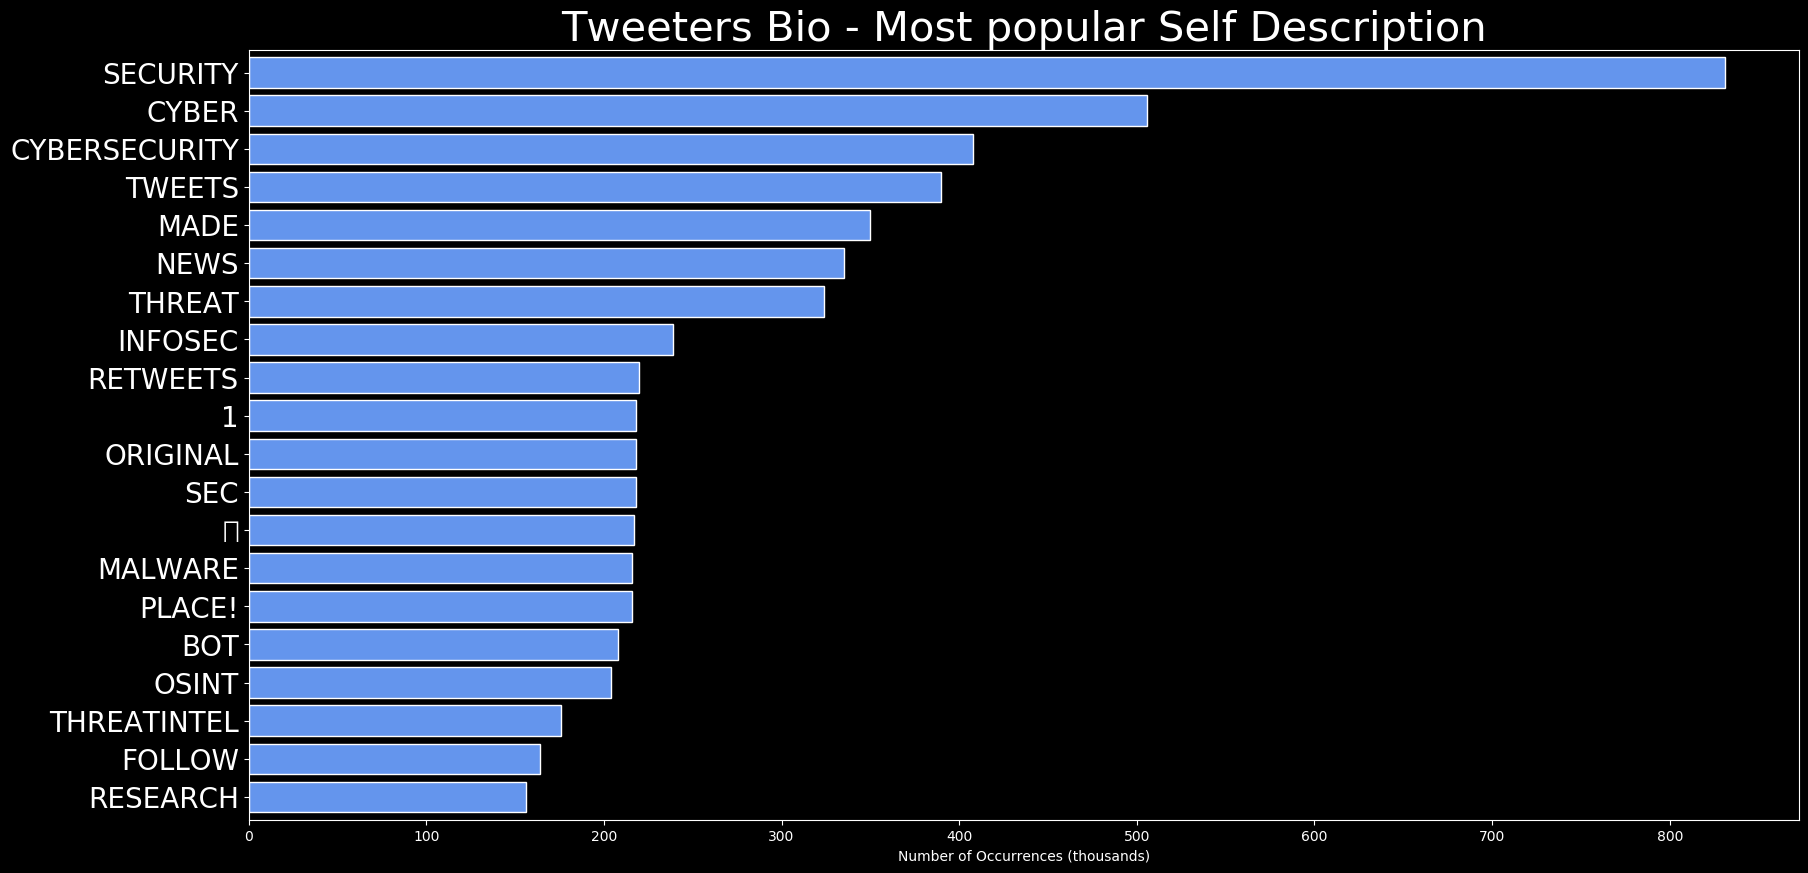 Tweeters Bio - Most popular Self Description
SECURITY
CYBER
CYBERSECURITY
TWEETS
MADE
NEWS
THREAT
INFOSEC
RETWEETS
1
ORIGINAL
SEC
MALWARE
PLACE!
BOT
OSINT
THREATINTEL
FOLLOW
RESEARCH
0 100 200 300 400 500 600 700 800
Number of Occurrences (thousands)